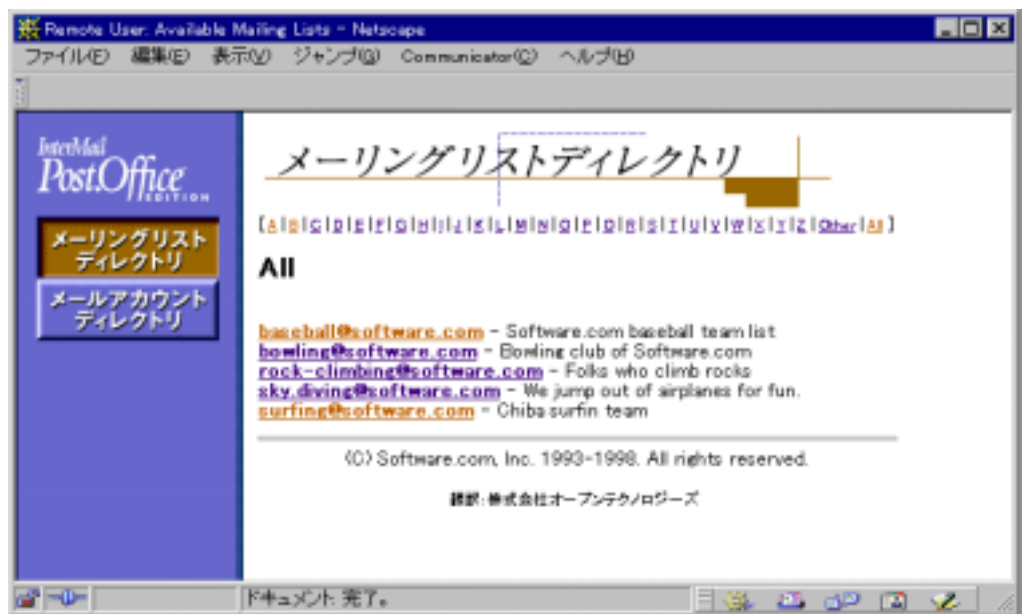 Remote User: Available Mailing Lists - Netscape
ファイル(F) 編集(E) 表示(V) ジャンプ(G) Communicator(C) ヘルプ(H)
InterMail
Post.Office
EDITION
メーリングリスト
ディレクトリ
メールアカウント
ディレクトリ
メーリングリストディレクトリ
[A|B|C|D|E|F|G|H|I|J|K|L|M|N|O|P|Q|R|S|T|U|V|W|X|Y|Z|Other|All ]
All
baseball@software.com - Software.com baseball team list
bowling@software.com - Bowling club of Software.com
rock-climbing@software.com - Folks who climb rocks
sky.diving@software.com - We jump out of airplanes for fun.
surfing@software.com - Chiba surfin team
(C) Software.com, Inc. 1993-1998. All rights reserved.
翻訳: 株式会社オープンテクノロジーズ
ドキュメント: 完了。